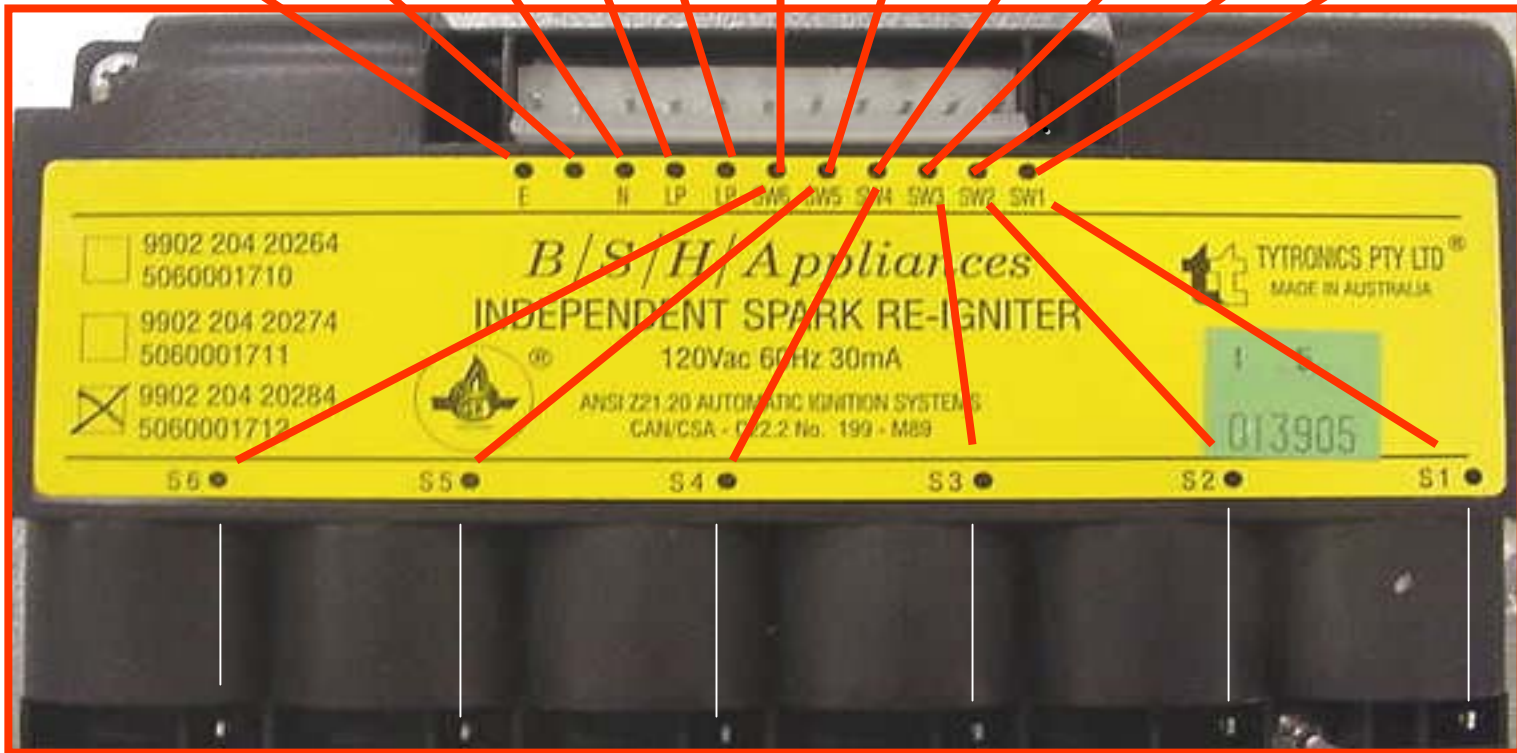 E N LP LP SW6 SW5 SW4 SW3 SW2 SW1
9902 204 20264
5060001710
9902 204 20274
5060001711
9902 204 20284
5060001712
B/S/H/Appliances
INDEPENDENT SPARK RE-IGNITER
120Vac 60Hz 30mA
ANSI Z21.20 AUTOMATIC IGNITION SYSTEMS
CAN/CSA - C22.2 No. 199 - M89
®
TYTRONICS PTY LTD ®
MADE IN AUSTRALIA
1 5
013905
S6 S5 S4 S3 S2 S1